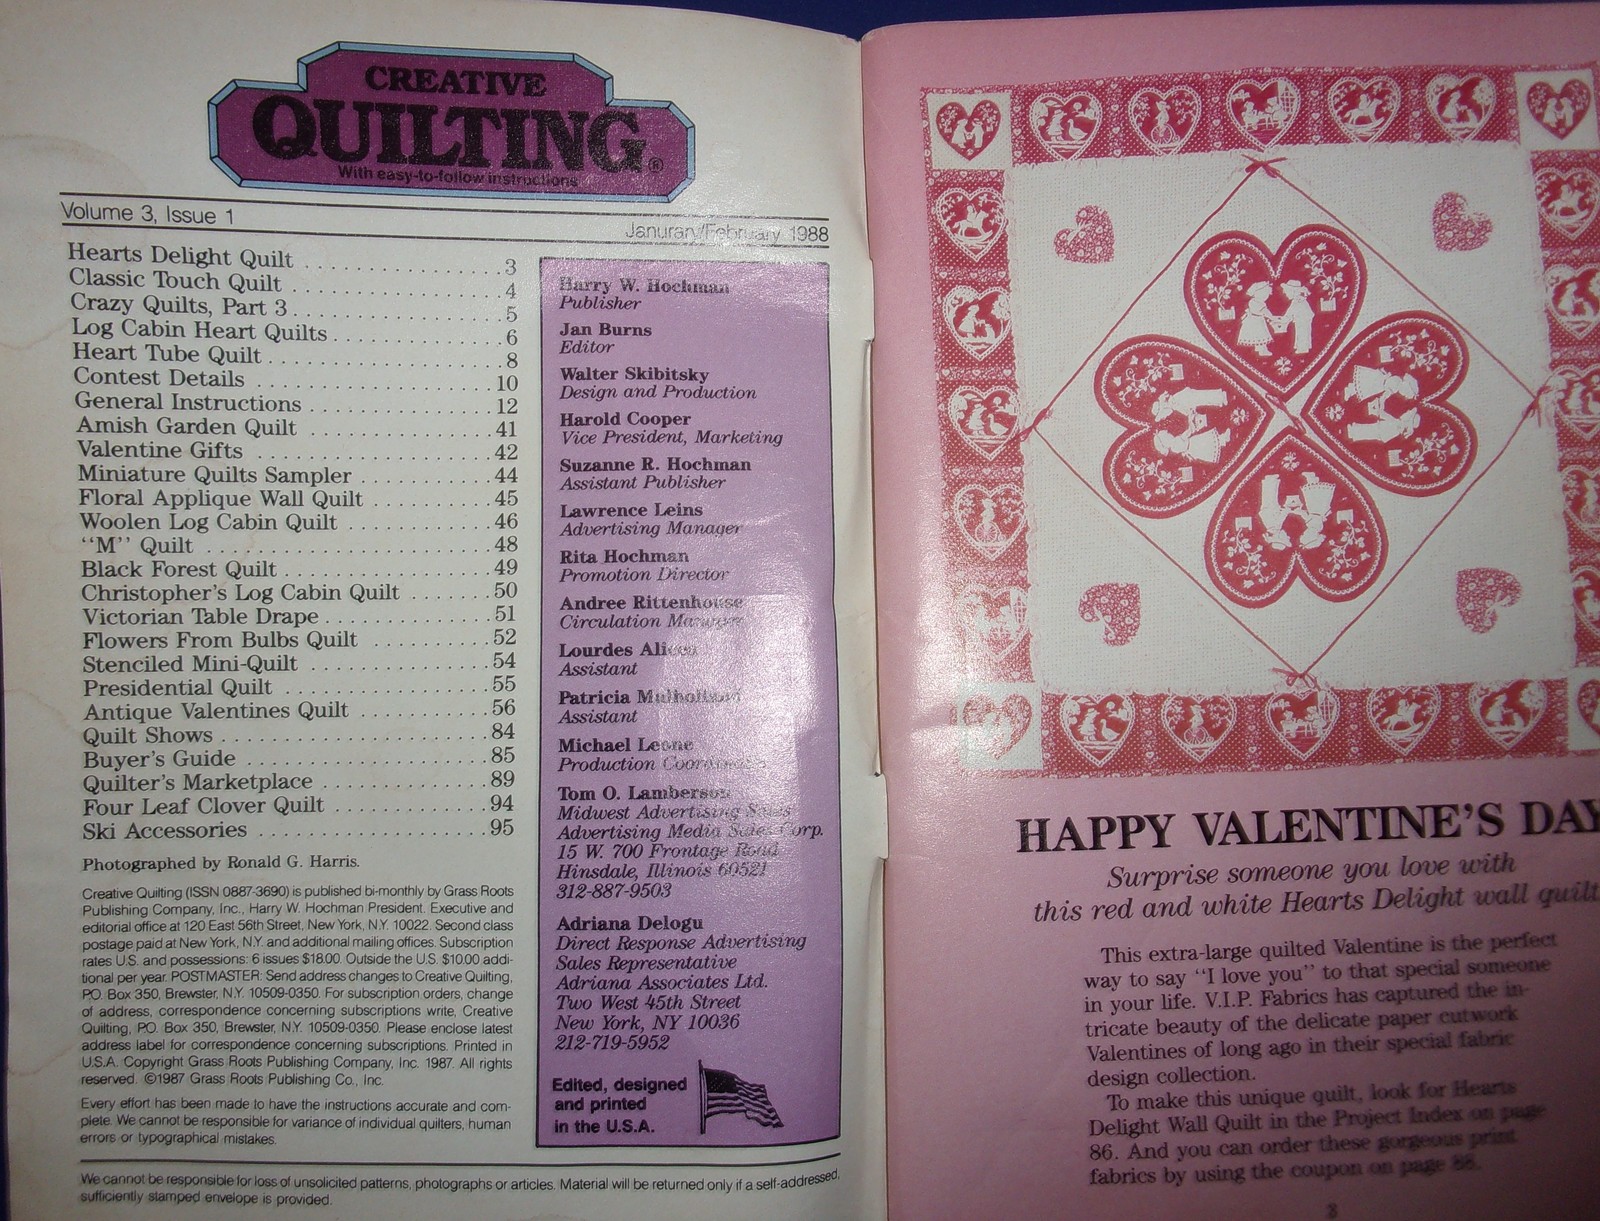 CREATIVE
QUILTING®
With easy-to-follow instructions
Volume 3, Issue 1
Janurary/February 1988
Hearts Delight Quilt . . . . . . . . . . . . . . . . 3
Classic Touch Quilt . . . . . . . . . . . . . . . . 4
Crazy Quilts, Part 3 . . . . . . . . . . . . . . . . 5
Log Cabin Heart Quilts . . . . . . . . . . . . . 6
Heart Tube Quilt . . . . . . . . . . . . . . . . . . 8
Contest Details . . . . . . . . . . . . . . . . . . 10
General Instructions . . . . . . . . . . . . . . 12
Amish Garden Quilt . . . . . . . . . . . . . . 41
Valentine Gifts . . . . . . . . . . . . . . . . . . 42
Miniature Quilts Sampler . . . . . . . . . . 44
Floral Applique Wall Quilt . . . . . . . . . 45
Woolen Log Cabin Quilt . . . . . . . . . . . 46
"M" Quilt . . . . . . . . . . . . . . . . . . . . . . 48
Black Forest Quilt . . . . . . . . . . . . . . . . 49
Christopher's Log Cabin Quilt . . . . . . . 50
Victorian Table Drape . . . . . . . . . . . . . 51
Flowers From Bulbs Quilt . . . . . . . . . . 52
Stenciled Mini-Quilt . . . . . . . . . . . . . . 54
Presidential Quilt . . . . . . . . . . . . . . . . 55
Antique Valentines Quilt . . . . . . . . . . . 56
Quilt Shows . . . . . . . . . . . . . . . . . . . . . 84
Buyer's Guide . . . . . . . . . . . . . . . . . . . 85
Quilter's Marketplace . . . . . . . . . . . . . 89
Four Leaf Clover Quilt . . . . . . . . . . . . 94
Ski Accessories . . . . . . . . . . . . . . . . . . 95
Photographed by Ronald G. Harris.
Creative Quilting (ISSN 0887-3690) is published bi-monthly by Grass Roots
Publishing Company, Inc., Harry W. Hochman President. Executive and
editorial office at 120 East 56th Street, New York, N.Y. 10022. Second class
postage paid at New York, N.Y. and additional mailing offices. Subscription
rates U.S. and possessions: 6 issues $18.00. Outside the U.S. $10.00 addi-
tional per year. POSTMASTER: Send address changes to Creative Quilting,
P.O. Box 350, Brewster, N.Y. 10509-0350. For subscription orders, change
of address, correspondence concerning subscriptions write, Creative
Quilting, P.O. Box 350, Brewster, N.Y. 10509-0350. Please enclose latest
address label for correspondence concerning subscriptions. Printed in
U.S.A. Copyright Grass Roots Publishing Company, Inc. 1987. All rights
reserved. ©1987 Grass Roots Publishing Co., Inc.
Every effort has been made to have the instructions accurate and com-
plete. We cannot be responsible for variance of individual quilters, human
errors or typographical mistakes.
Harry W. Hochman
Publisher
Jan Burns
Editor
Walter Skibitsky
Design and Production
Harold Cooper
Vice President, Marketing
Suzanne R. Hochman
Assistant Publisher
Lawrence Leins
Advertising Manager
Rita Hochman
Promotion Director
Andree Rittenhouse
Circulation Manager
Lourdes
Assistant
Patricia Mulholland
Assistant
Michael Leone
Production Coordinator
Tom O. Lamberson
Midwest Advertising Sales
Advertising Media Sales Corp.
15 W. 700 Frontage Road
Hinsdale, Illinois 60521
312-887-9503
Adriana Delogu
Direct Response Advertising
Sales Representative
Adriana Associates Ltd.
Two West 45th Street
New York, NY 10036
212-719-5952
Edited, designed
and printed
in the U.S.A.
We cannot be responsible for loss of unsolicited patterns, photographs or articles. Material will be returned only if a self-addressed,
sufficiently stamped envelope is provided.
HAPPY VALENTINE'S DAY
Surprise someone you love with
this red and white Hearts Delight wall quilt
This extra-large quilted Valentine is the perfect
way to say "I love you" to that special someone
in your life. V.I.P. Fabrics has captured the in-
tricate beauty of the delicate paper cutwork
Valentines of long ago in their special fabric
design collection.
To make this unique quilt, look for Hearts
Delight Wall Quilt in the Project Index on page
86. And you can order these gorgeous print
fabrics by using the coupon on page
3